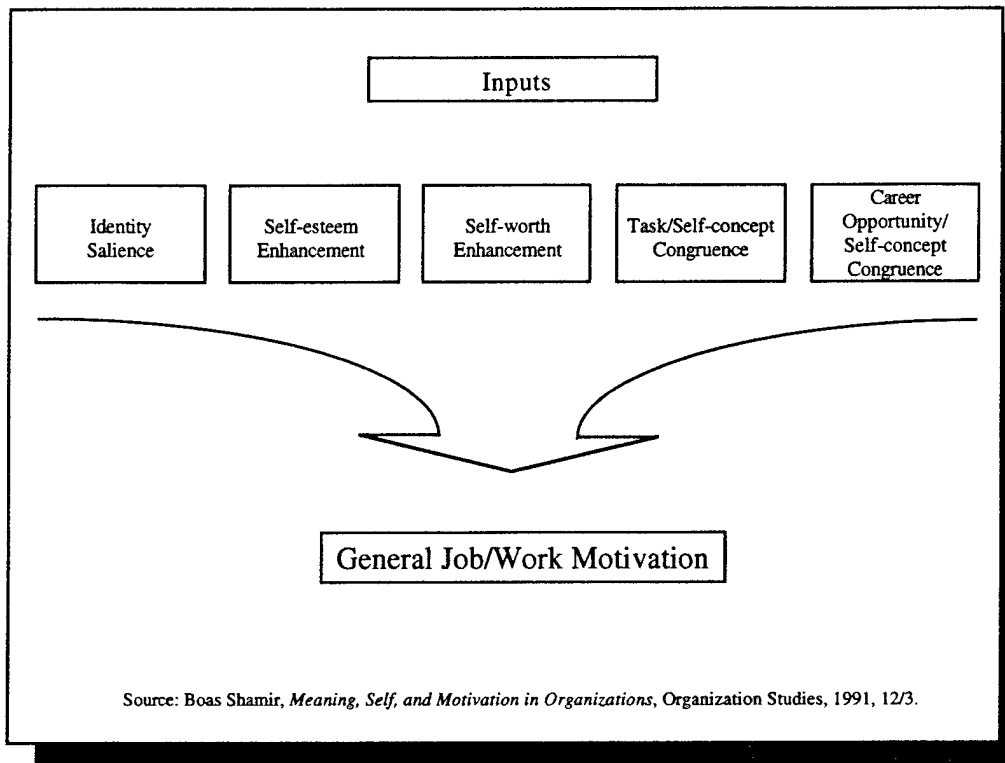 Inputs
Identity
Salience
Self-esteem
Enhancement
Self-worth
Enhancement
Task/Self-concept
Congruence
Career
Opportunity/
Self-concept
Congruence
General Job/Work Motivation
Source: Boas Shamir, Meaning, Self, and Motivation in Organizations, Organization Studies, 1991, 12/3.